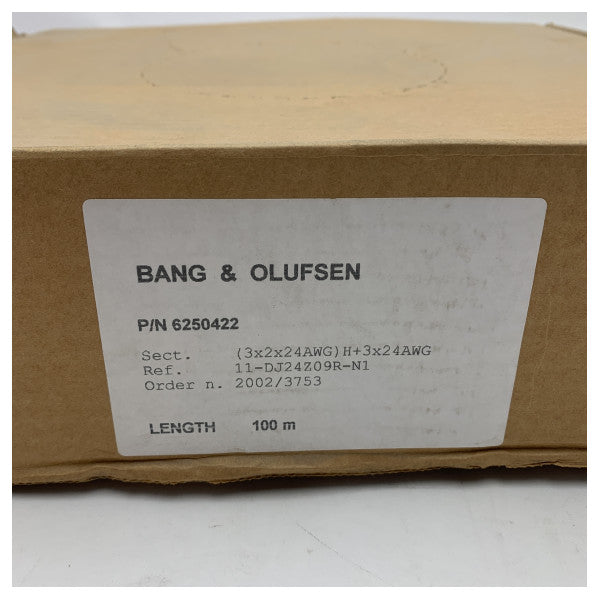 BANG & OLUFSEN
P/N 6250422
Sect. (3x2x24AWG)H+3x24AWG
Ref. 11-DJ24Z09R-N1
Order n. 2002/3753
LENGTH 100 m